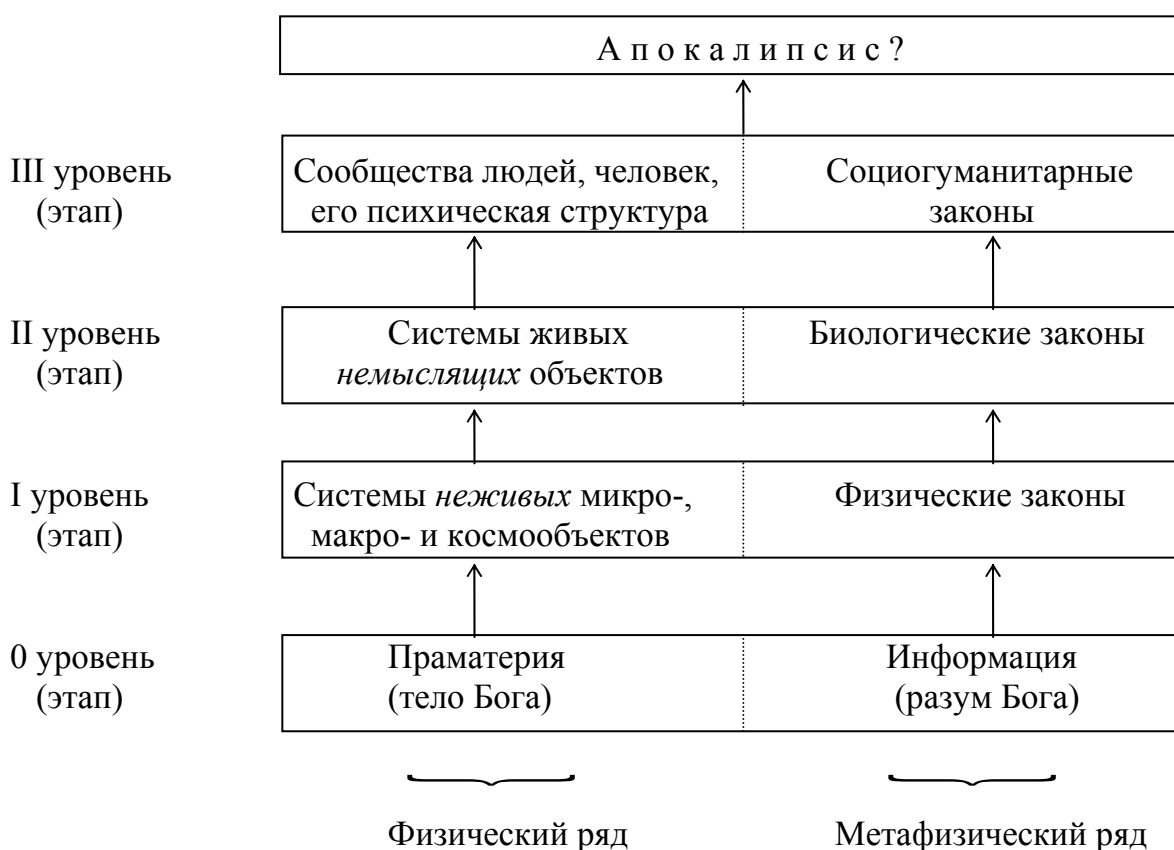 А п о к а л и п с и с ?
III уровень
(этап)
Сообщества людей, человек,
его психическая структура
Социогуманитарные
законы
II уровень
(этап)
Системы живых
немыслящих объектов
Биологические законы
I уровень
(этап)
Системы неживых микро-,
макро- и космообъектов
Физические законы
0 уровень
(этап)
Праматерия
(тело Бога)
Информация
(разум Бога)
Физический ряд
Метафизический ряд